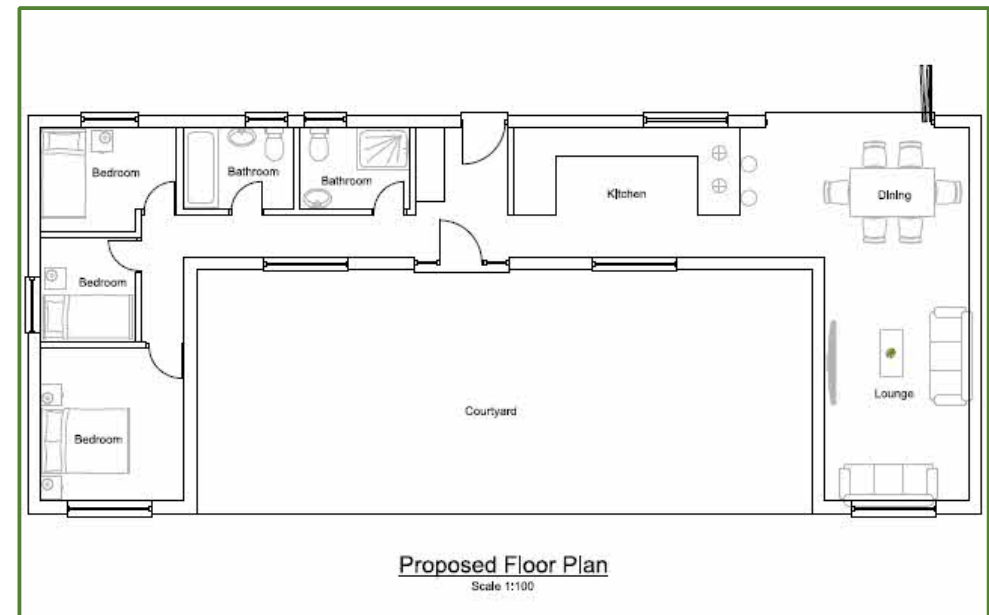 Bedroom
Bathroom
Bathroom
Kitchen
Dining
Bedroom
Lounge
Courtyard
Bedroom
Proposed Floor Plan
Scale 1:100